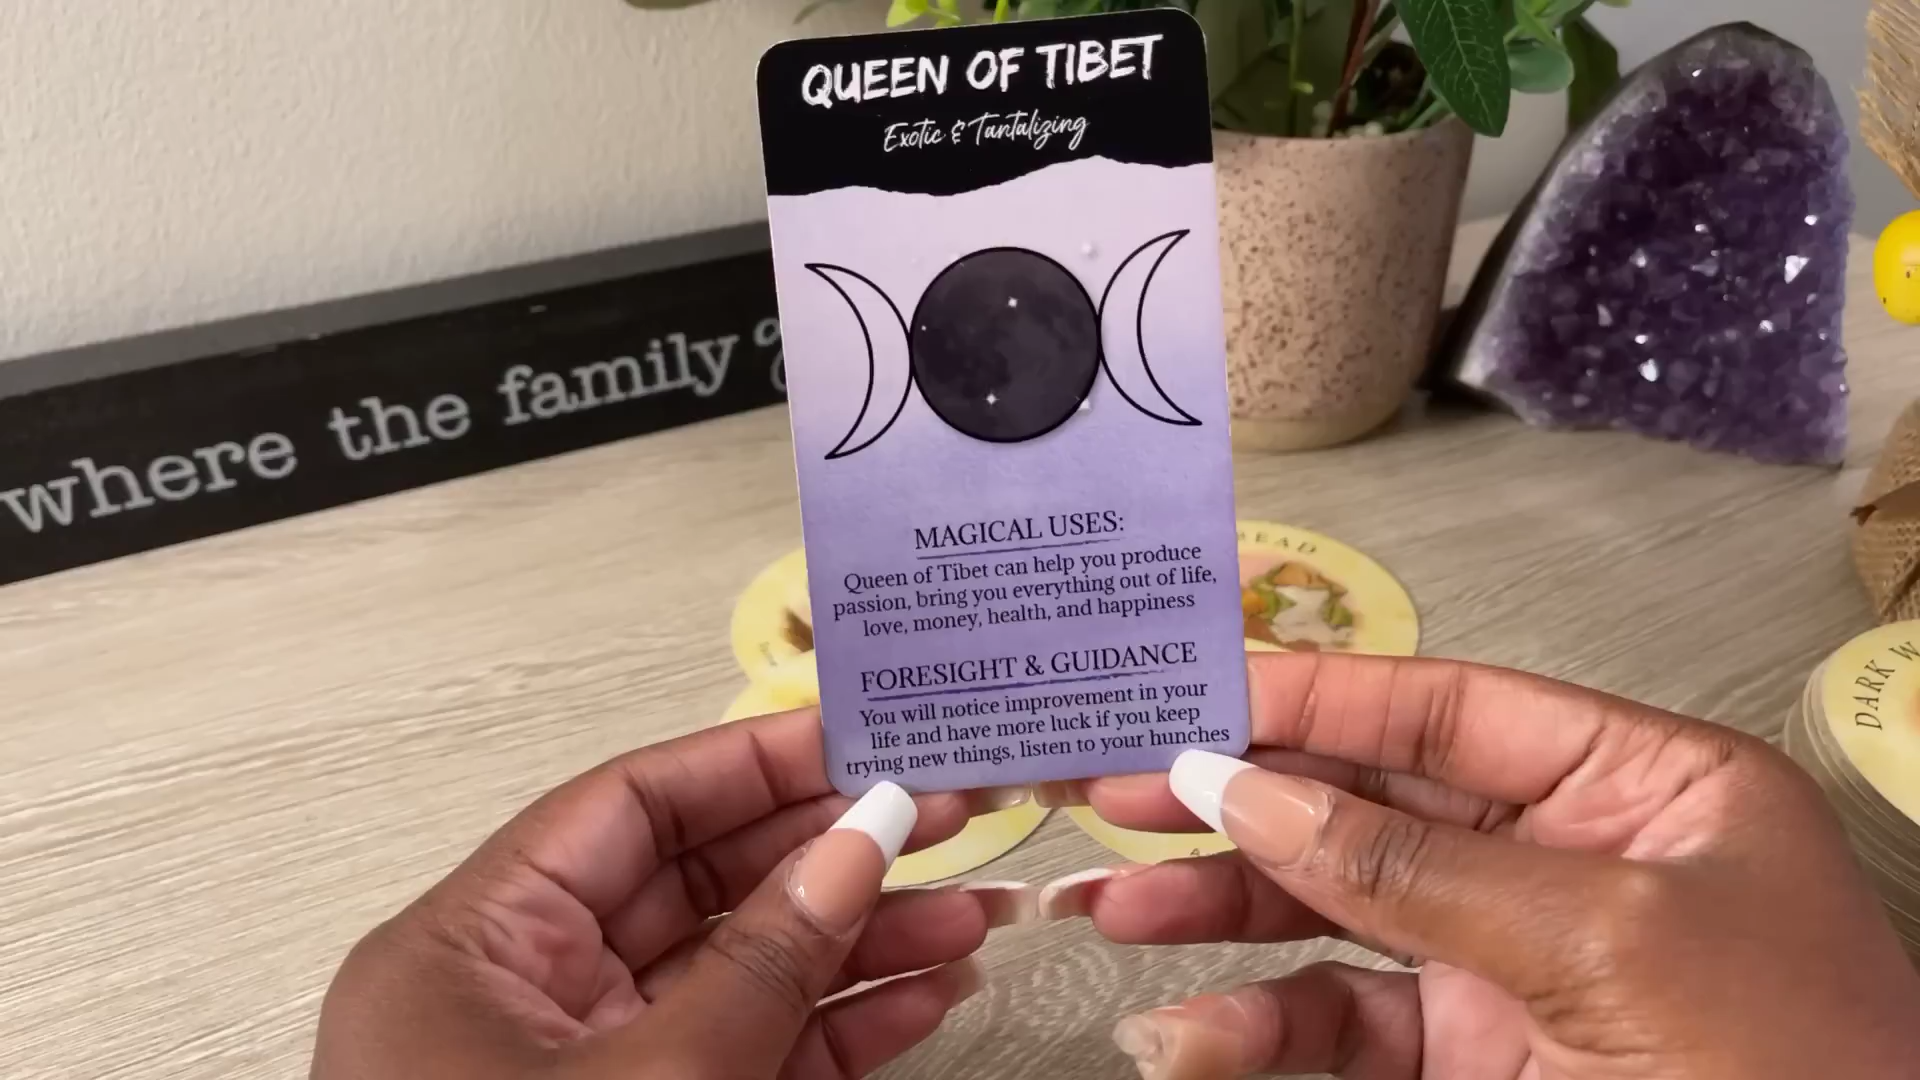 QUEEN OF TIBET
Exotic & Tantalizing
MAGICAL USES:
Queen of Tibet can help you produce
passion, bring you everything out of life,
love, money, health, and happiness
FORESIGHT & GUIDANCE
You will notice improvement in your
life and have more luck if you keep
trying new things, listen to your hunches
where the family
DARK W